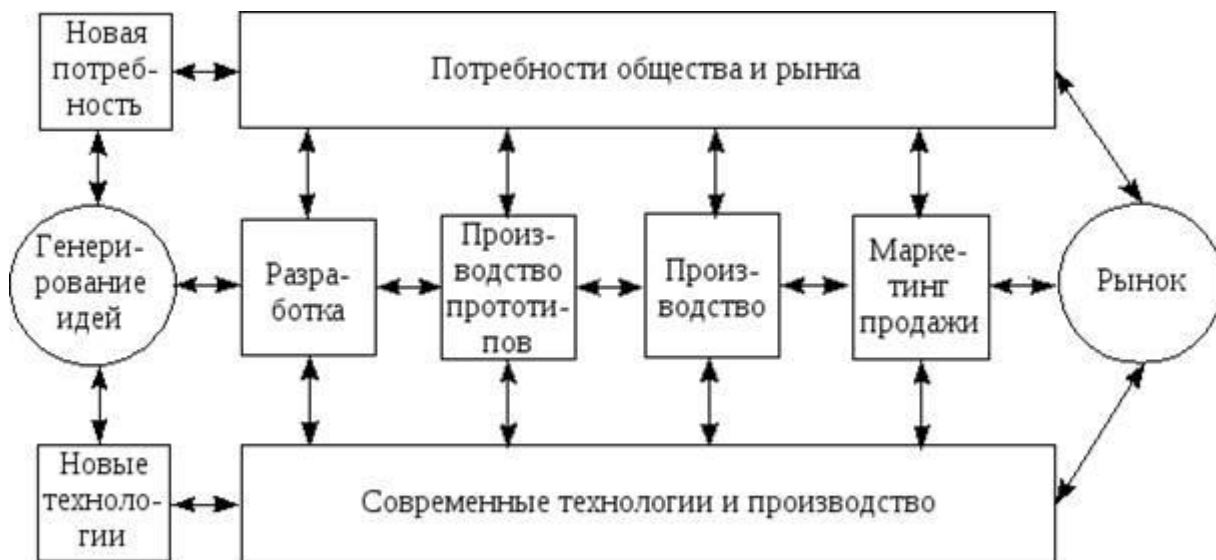 Новая
потреб-
ность
Потребности общества и рынка
Генери-
рование
идей
Разра-
ботка
Произ-
водство
прототи-
пов
Произ-
водство
Марке-
тинг
продажи
Рынок
Новые
техноло-
гии
Современные технологии и производство